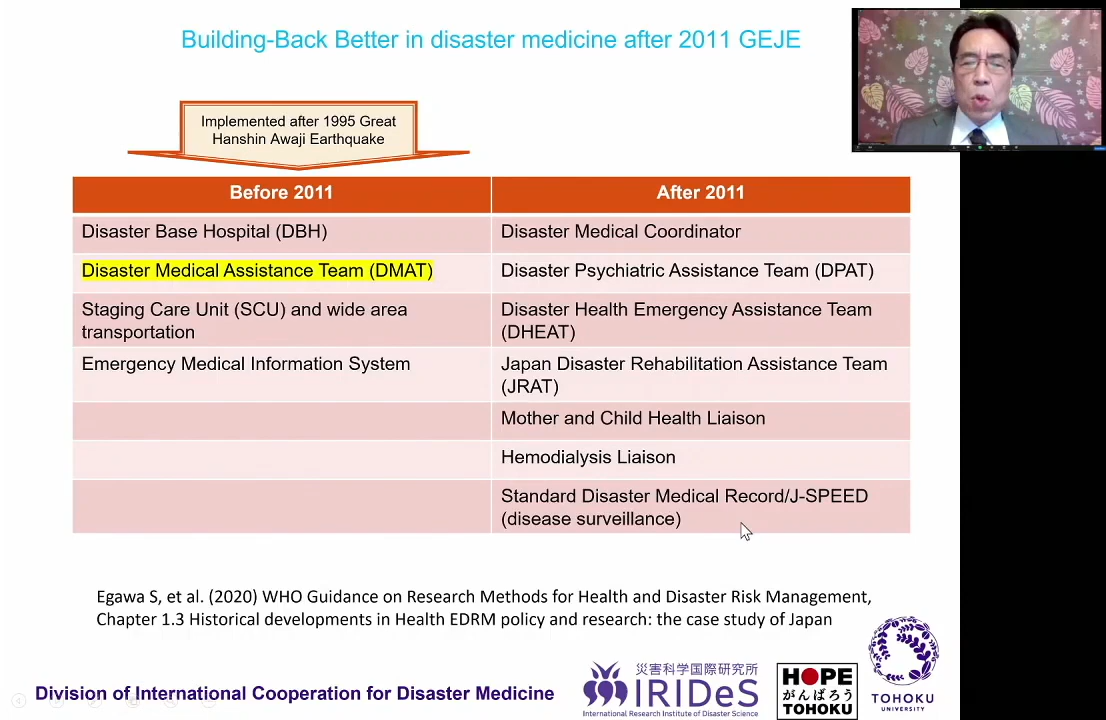 Building-Back Better in disaster medicine after 2011 GEJE
Implemented after 1995 Great
Hanshin Awaji Earthquake
Before 2011
After 2011
Disaster Base Hospital (DBH)
Disaster Medical Coordinator
Disaster Medical Assistance Team (DMAT)
Disaster Psychiatric Assistance Team (DPAT)
Staging Care Unit (SCU) and wide area
transportation
Disaster Health Emergency Assistance Team
(DHEAT)
Emergency Medical Information System
Japan Disaster Rehabilitation Assistance Team
(JRAT)
Mother and Child Health Liaison
Hemodialysis Liaison
Standard Disaster Medical Record/J-SPEED
(disease surveillance)
Egawa S, et al. (2020) WHO Guidance on Research Methods for Health and Disaster Risk Management,
Chapter 1.3 Historical developments in Health EDRM policy and research: the case study of Japan
Division of International Cooperation for Disaster Medicine
災害科学国際研究所
IRIDeS
International Research Institute of Disaster Science
HOPE
がんばろう
TOHOKU
TOHOKU
UNIVERSITY